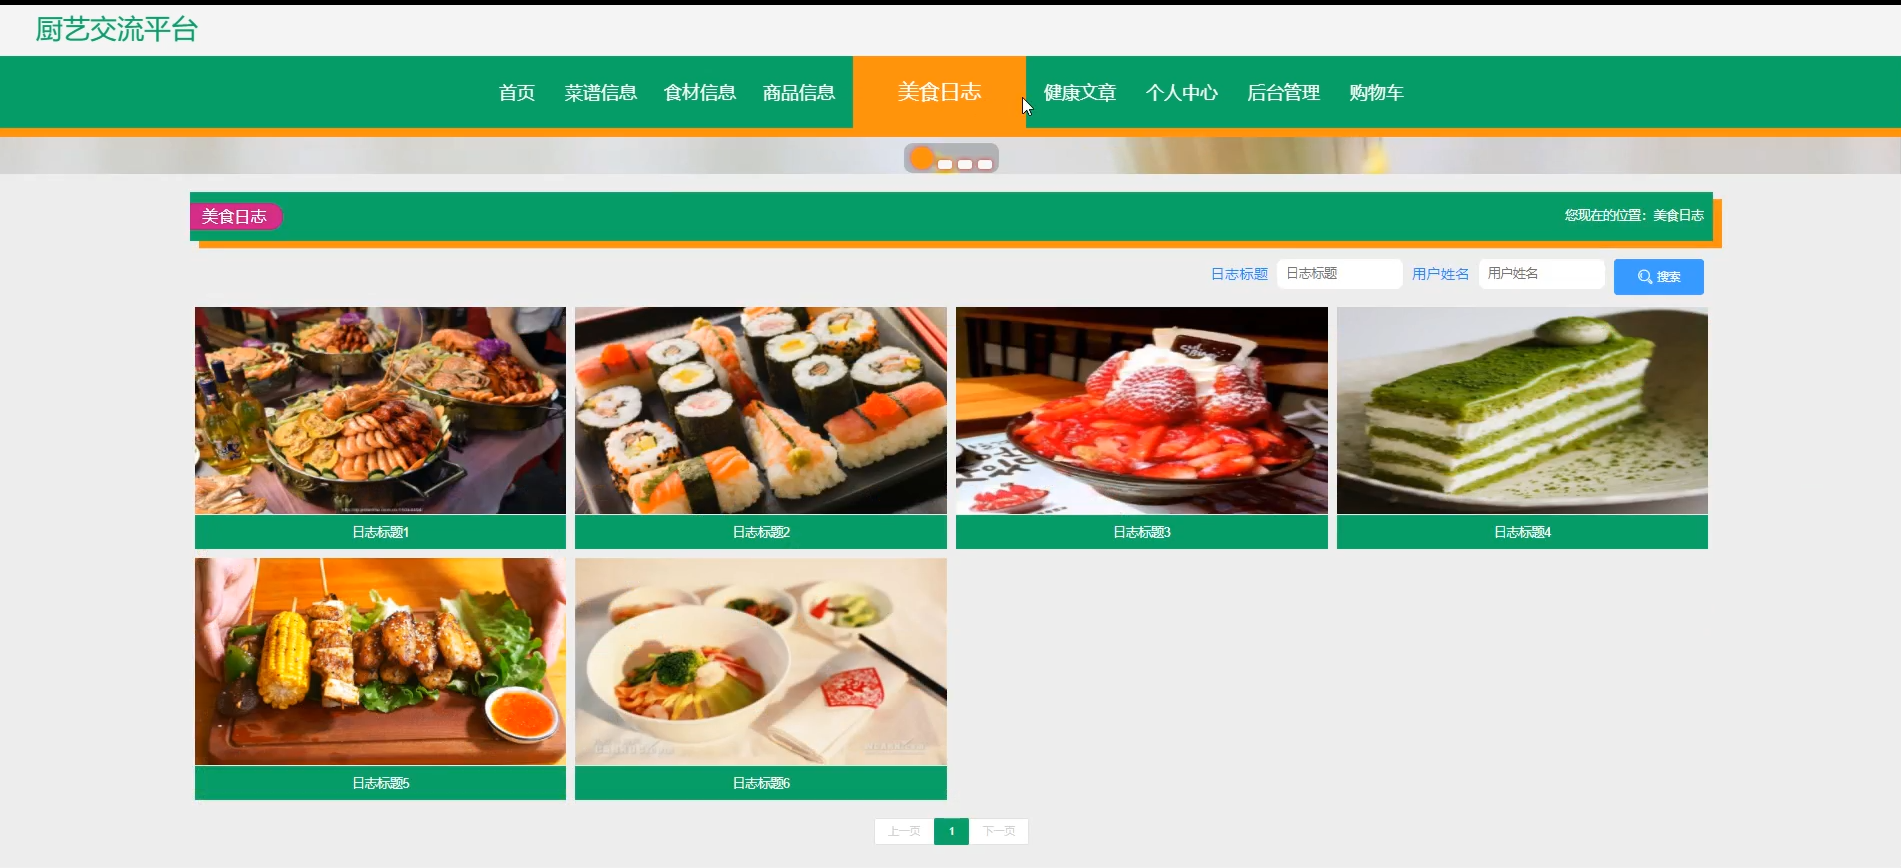 厨艺交流平台
首页 菜谱信息 食材信息 商品信息 美食日志 健康文章 个人中心 后台管理 购物车
美食日志 您现在的位置：美食日志
日志标题 日志标题 用户姓名 用户姓名 搜索
日志标题1 日志标题2 日志标题3 日志标题4
日志标题5 日志标题6
上一页 1 下一页